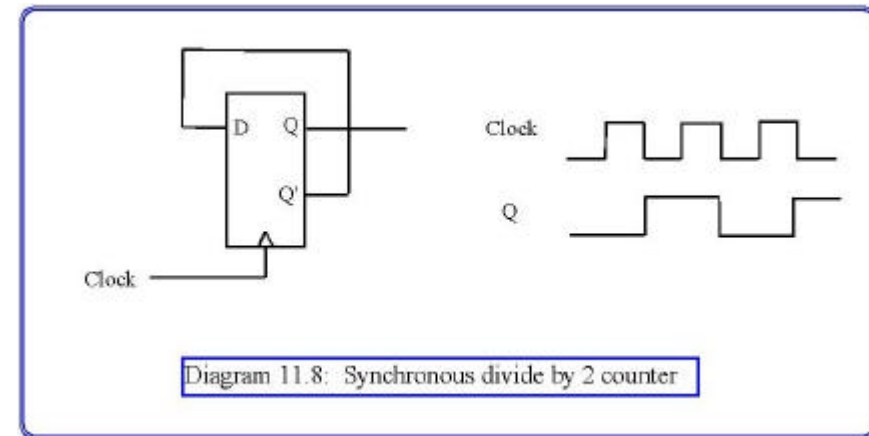 D
Q
Q'
Clock
Clock
Q
Diagram 11.8: Synchronous divide by 2 counter